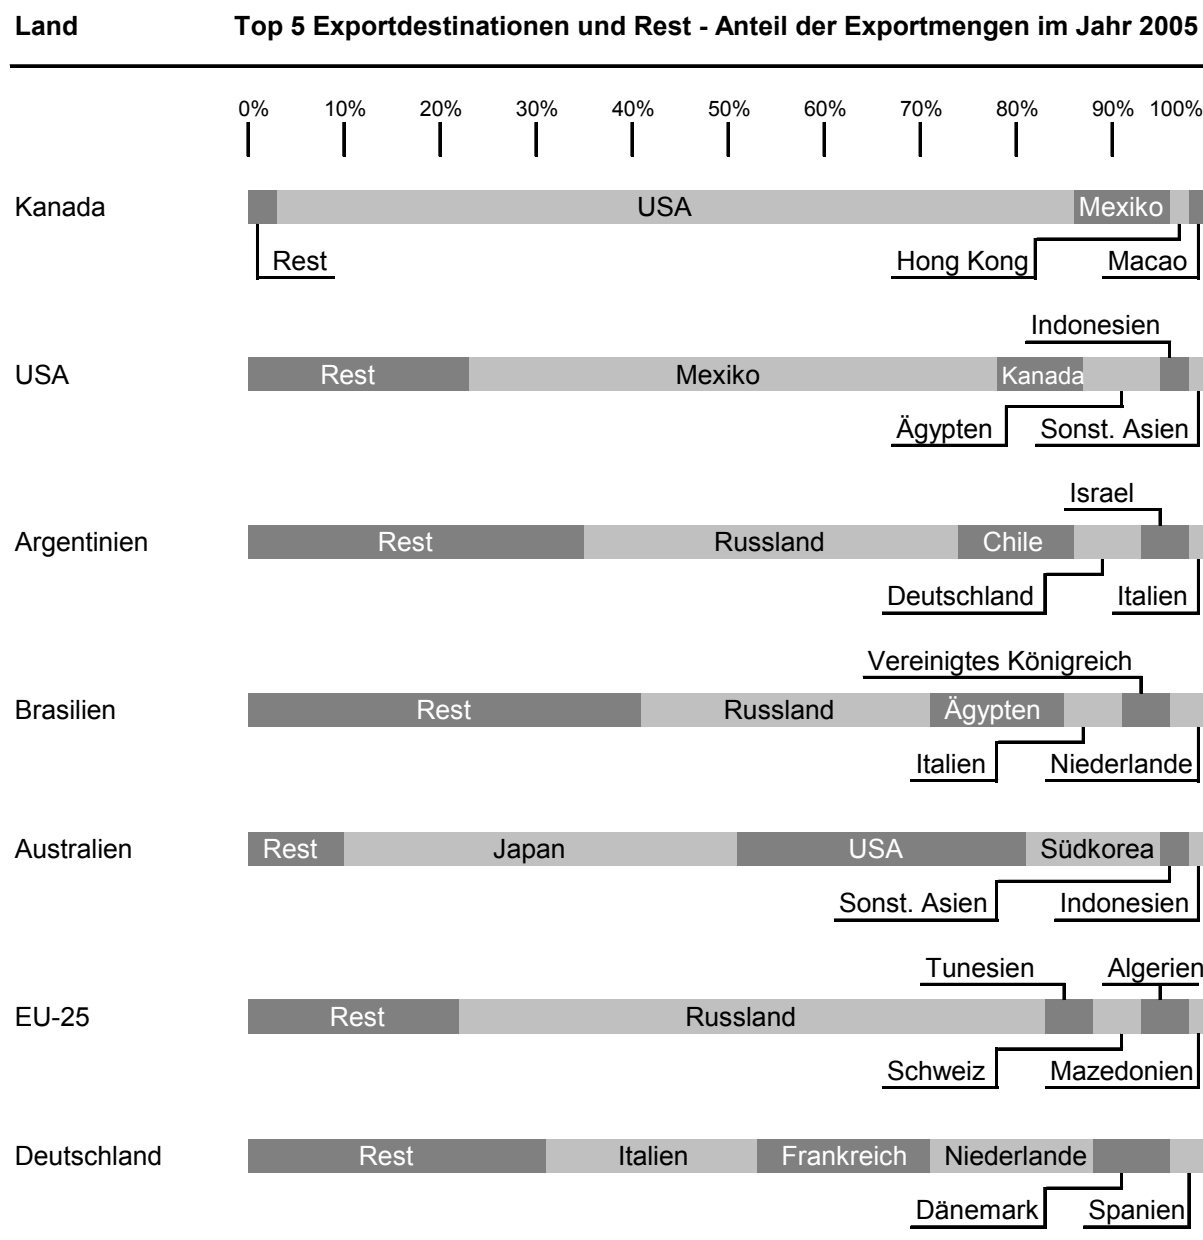 Land Top 5 Exportdestinationen und Rest - Anteil der Exportmengen im Jahr 2005
0% 10% 20% 30% 40% 50% 60% 70% 80% 90% 100%
Kanada USA Mexiko
Rest Hong Kong Macao
Indonesien
USA Rest Mexiko Kanada
Ägypten Sonst. Asien
Israel
Argentinien Rest Russland Chile
Deutschland Italien
Vereinigtes Königreich
Brasilien Rest Russland Ägypten
Italien Niederlande
Australien Rest Japan USA Südkorea
Sonst. Asien Indonesien
Tunesien Algerien
EU-25 Rest Russland
Schweiz Mazedonien
Deutschland Rest Italien Frankreich Niederlande
Dänemark Spanien